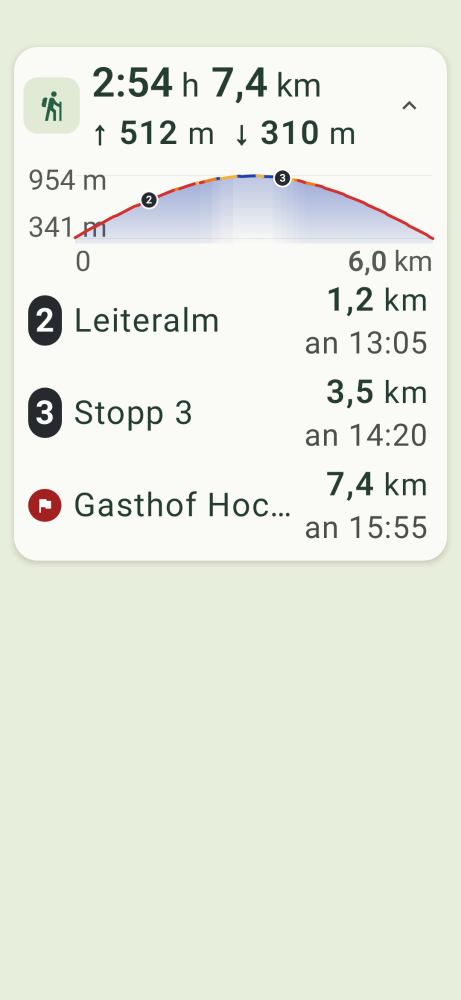 2:54 h 7,4 km
↑ 512 m ↓ 310 m
954 m
2
3
341 m
0
6,0 km
2 Leiteralm
1,2 km
an 13:05
3 Stopp 3
3,5 km
an 14:20
Gasthof Hoc...
7,4 km
an 15:55